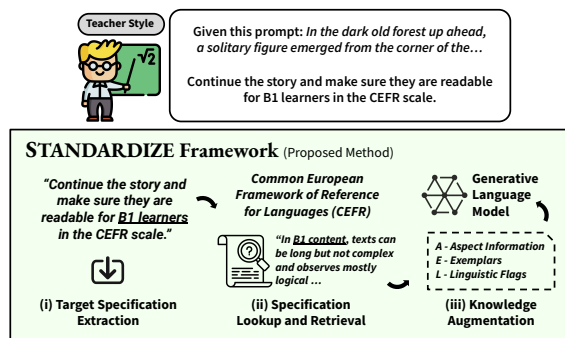 Teacher Style
√2
Given this prompt: In the dark old forest up ahead,
a solitary figure emerged from the corner of the...
Continue the story and make sure they are readable
for B1 learners in the CEFR scale.
STANDARDIZE Framework (Proposed Method)
“Continue the story and
make sure they are
readable for B1 learners
in the CEFR scale.”
(i) Target Specification
Extraction
Common European
Framework of Reference
for Languages (CEFR)
“In B1 content, texts can
be long but not complex
and observes mostly
logical ...
(ii) Specification
Lookup and Retrieval
Generative
Language
Model
A - Aspect Information
E - Exemplars
L - Linguistic Flags
(iii) Knowledge
Augmentation